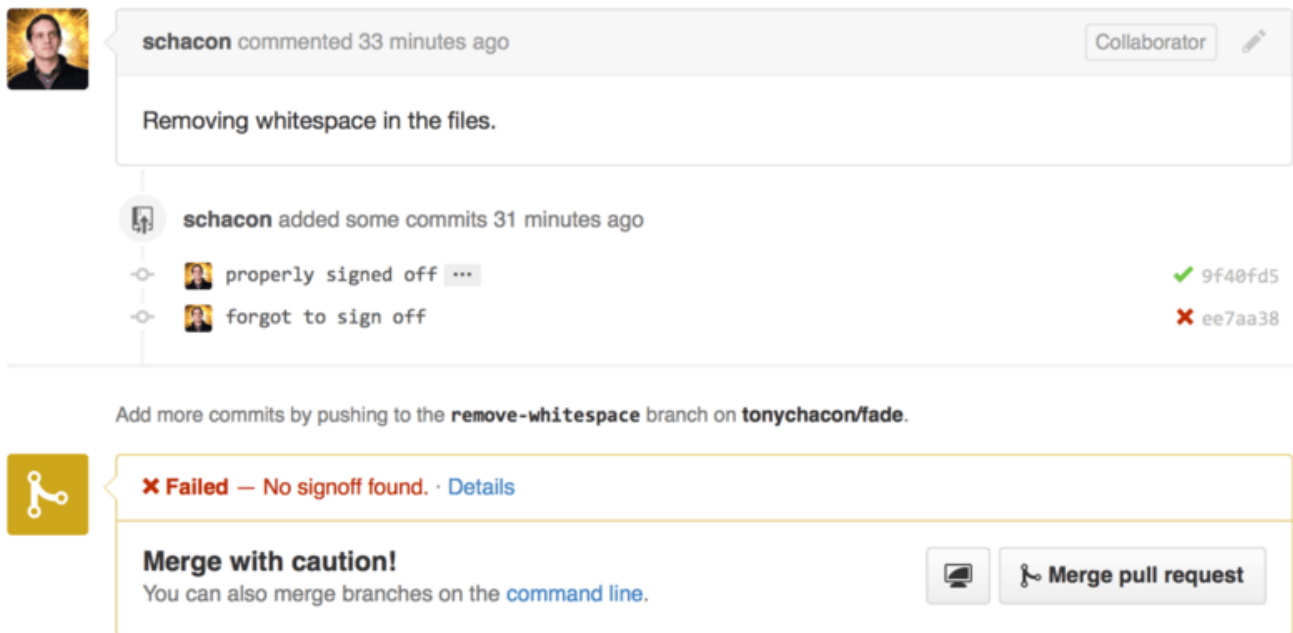 schacon commented 33 minutes ago Collaborator
Removing whitespace in the files.
schacon added some commits 31 minutes ago
properly signed off ··· 9f40fd5
forgot to sign off ee7aa38
Add more commits by pushing to the remove-whitespace branch on tonychacon/fade.
Failed — No signoff found. · Details
Merge with caution!
You can also merge branches on the command line.
Merge pull request